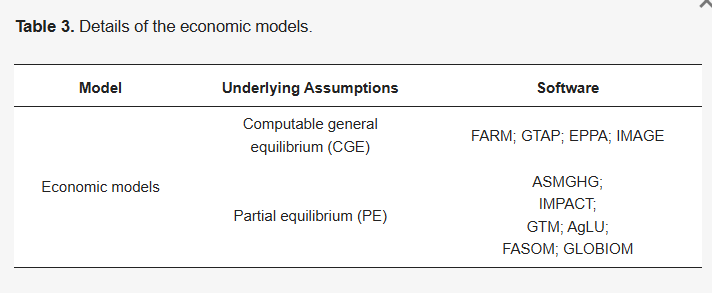 Table 3. Details of the economic models.
Model Underlying Assumptions Software
Computable general
equilibrium (CGE)
FARM; GTAP; EPPA; IMAGE
Economic models
Partial equilibrium (PE)
ASMGHG;
IMPACT;
GTM; AgLU;
FASOM; GLOBIOM